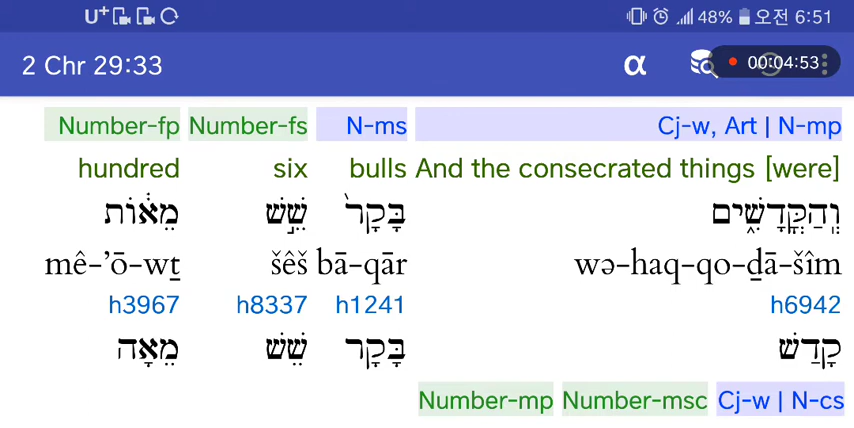 U+ 48% 오전 6:51
2 Chr 29:33 α 00:04:53
Number-fp Number-fs N-ms Cj-w, Art | N-mp
hundred six bulls And the consecrated things [were]
וְֽהַקֳּדָשִׁ֑ים בָּקָר֙ שֵׁ֣שׁ מֵא֔וֹת
mê-’ō-wṯ šêš bā-qār wə-haq-qo-ḏā-šîm
h3967 h8337 h1241 h6942
קָדַשׁ בָּקָר שֵׁשׁ מֵאָה
Number-mp Number-msc Cj-w | N-cs